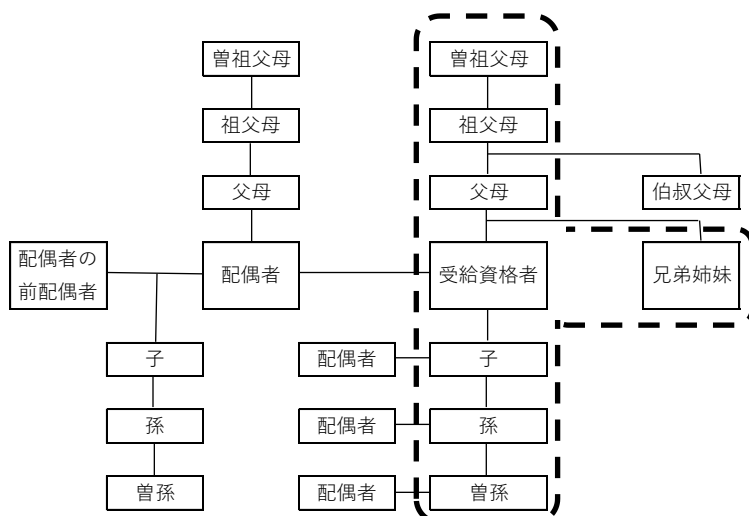 曽祖父母
曽祖父母
祖父母
祖父母
父母
父母
伯叔父母
配偶者の
前配偶者
配偶者
受給資格者
兄弟姉妹
子
配偶者
子
孫
配偶者
孫
曽孫
配偶者
曽孫